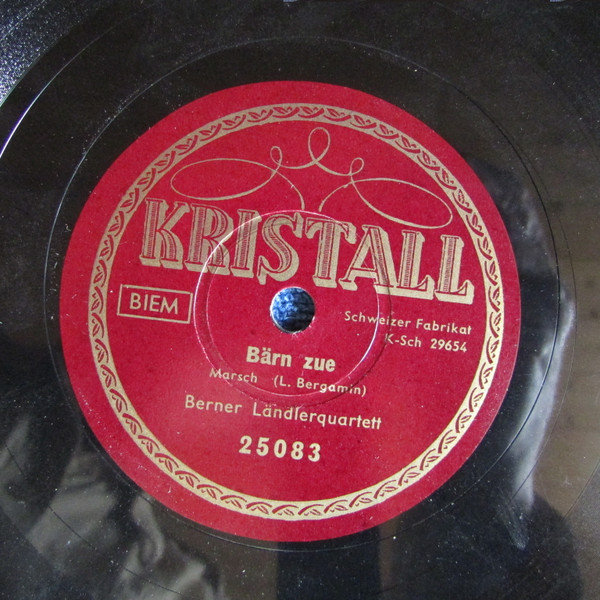 KRISTALL
BIEM
Schweizer Fabrikat
K-Sch 29654
Bärn zue
Marsch (L. Bergamin)
Berner Ländlerquartett
25083